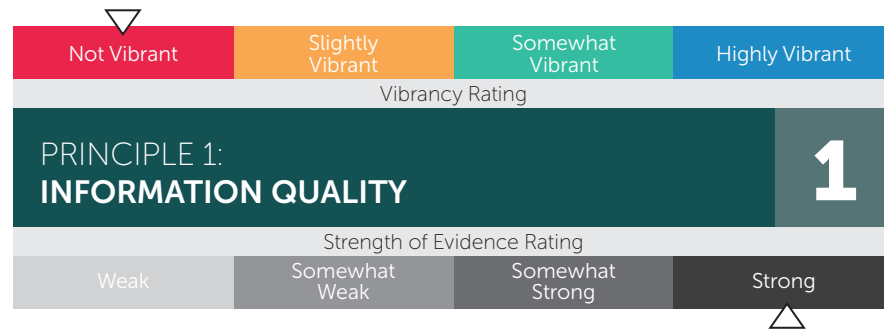 Not Vibrant
Slightly
Vibrant
Somewhat
Vibrant
Highly Vibrant
Vibrancy Rating
PRINCIPLE 1:
INFORMATION QUALITY
1
Strength of Evidence Rating
Weak
Somewhat
Weak
Somewhat
Strong
Strong